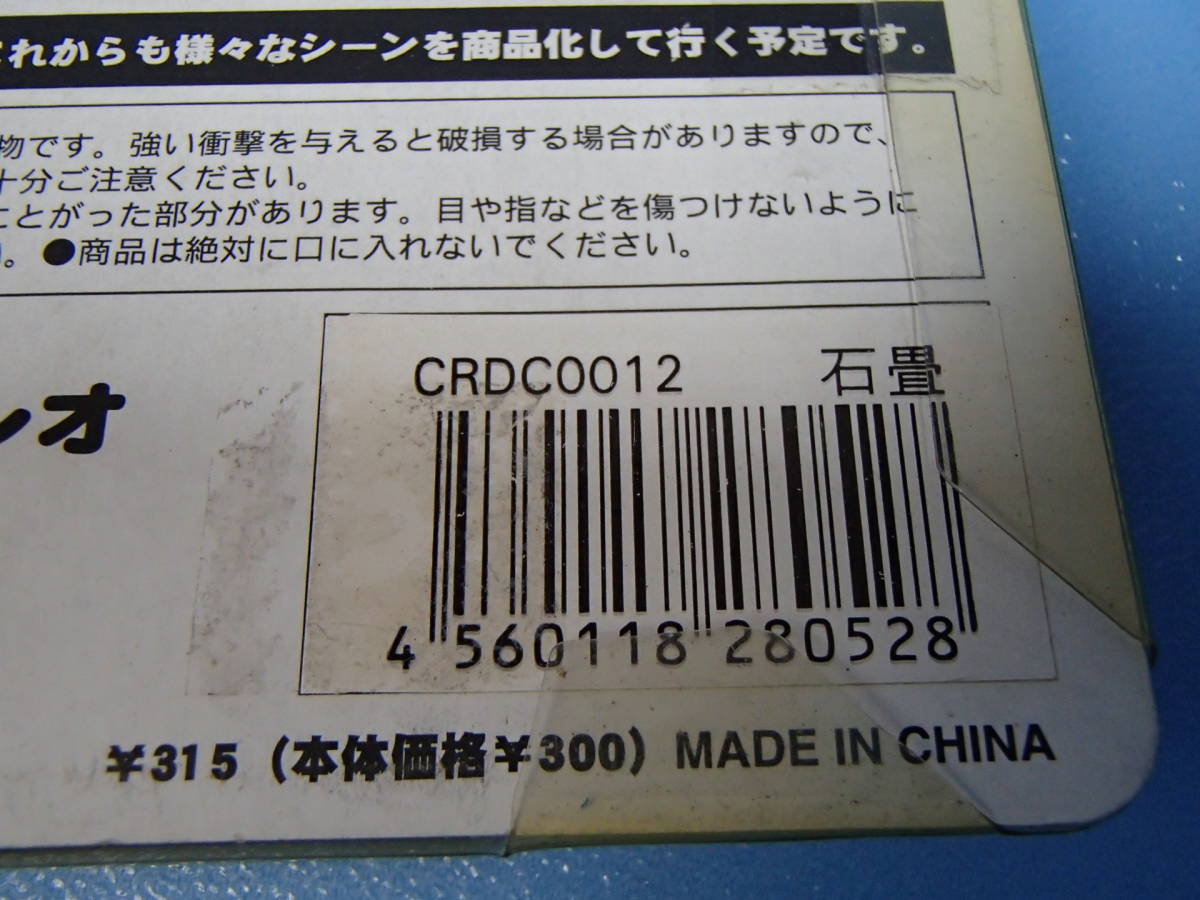 これからも様々なシーンを商品化して行く予定です。
物です。強い衝撃を与えると破損する場合がありますので、
十分ご注意ください。
とがった部分があります。目や指などを傷つけないように
。●商品は絶対に口に入れないでください。
CRDC0012 石畳
オ
4 560118 280528
¥315（本体価格¥300）MADE IN CHINA